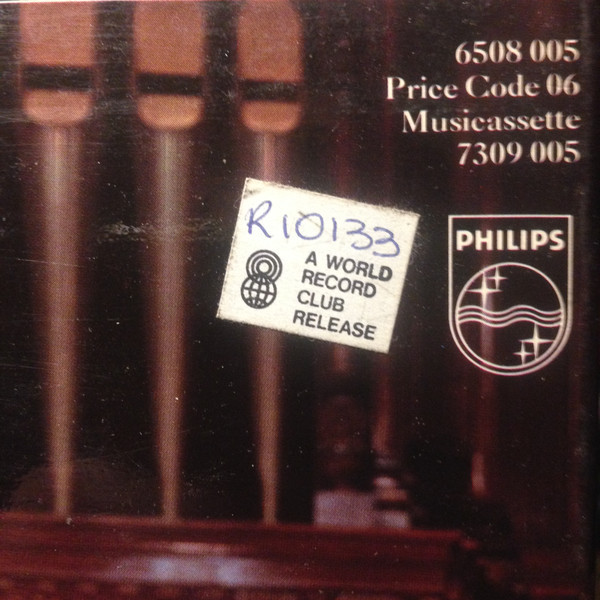 6508 005
Price Code 06
Musicassette
7309 005
PHILIPS
R10133
A WORLD
RECORD
CLUB
RELEASE